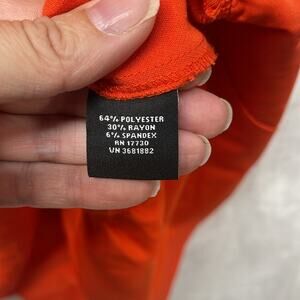 64% POLYESTER
30% RAYON
6% SPANDEX
RN 17730
VN 3681882